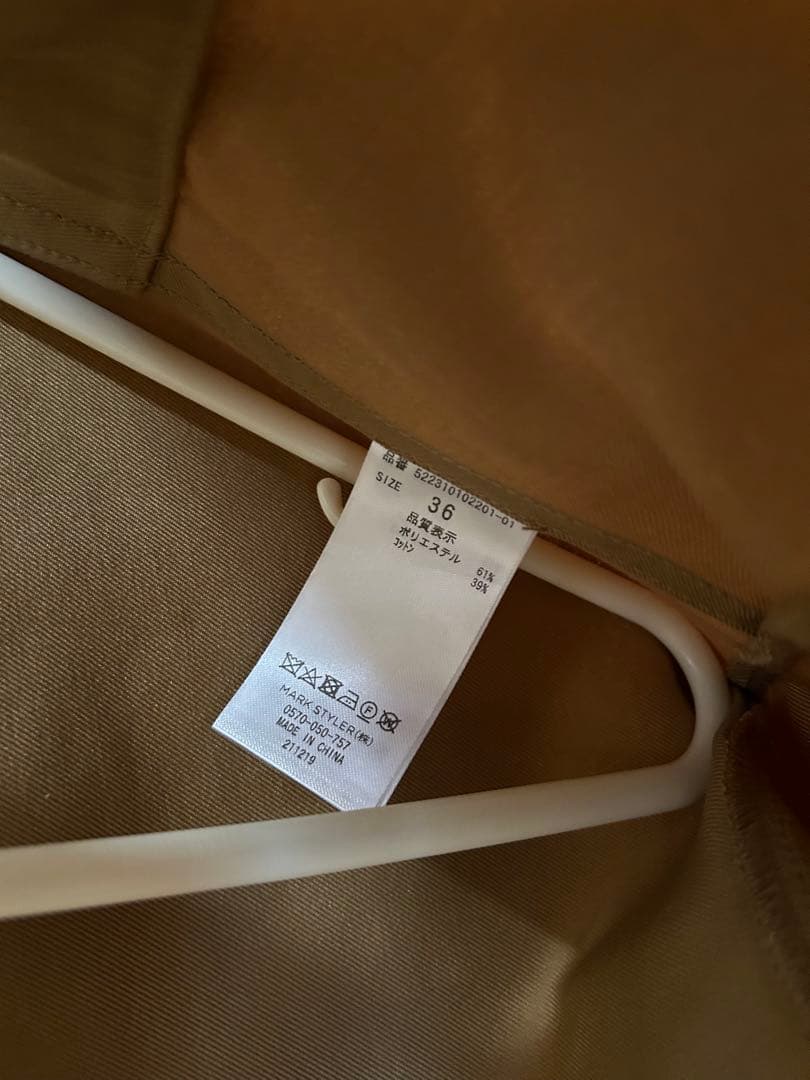 品番 522310102201-01
SIZE 36
品質表示
ポリエステル 61%
コットン 39%
MARK STYLER(株)
0570-050-757
MADE IN CHINA
211219